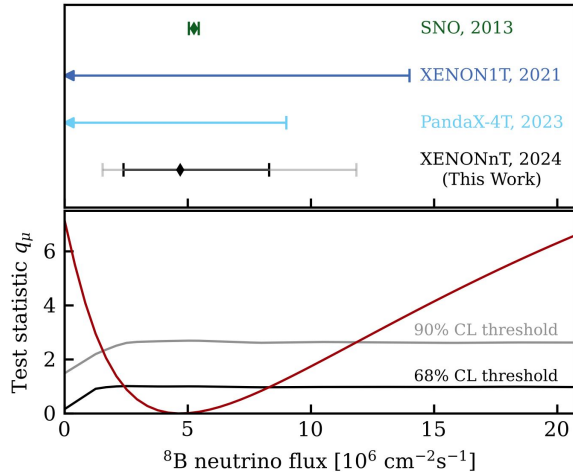 SNO, 2013
XENON1T, 2021
PandaX-4T, 2023
XENONnT, 2024
(This Work)
Test statistic qμ
6
4
2
0
90% CL threshold
68% CL threshold
0 5 10 15 20
⁸B neutrino flux [10⁶ cm⁻²s⁻¹]